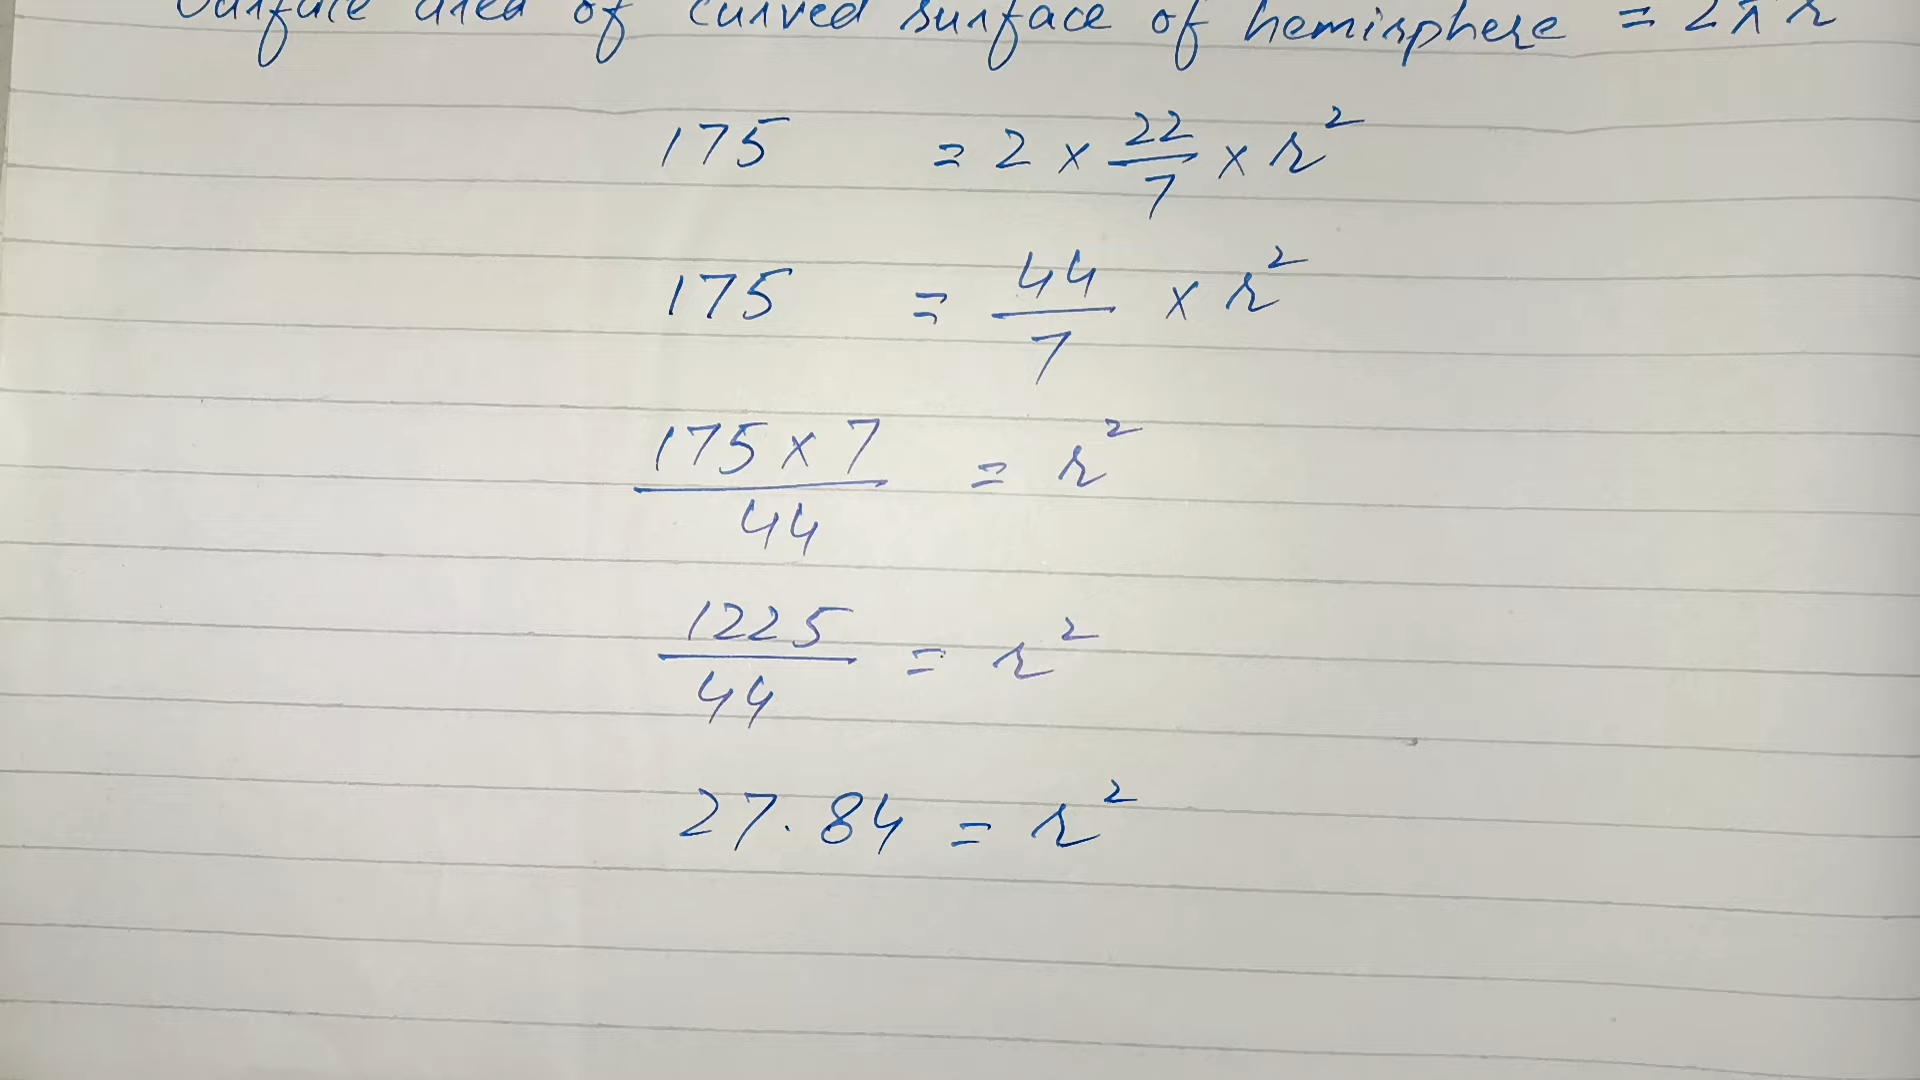 Surface area of curved surface of hemisphere = 2πr
175 = 2 × 22/7 × r²
175 = 44/7 × r²
175 × 7/44 = r²
1225/44 = r²
27.84 = r²